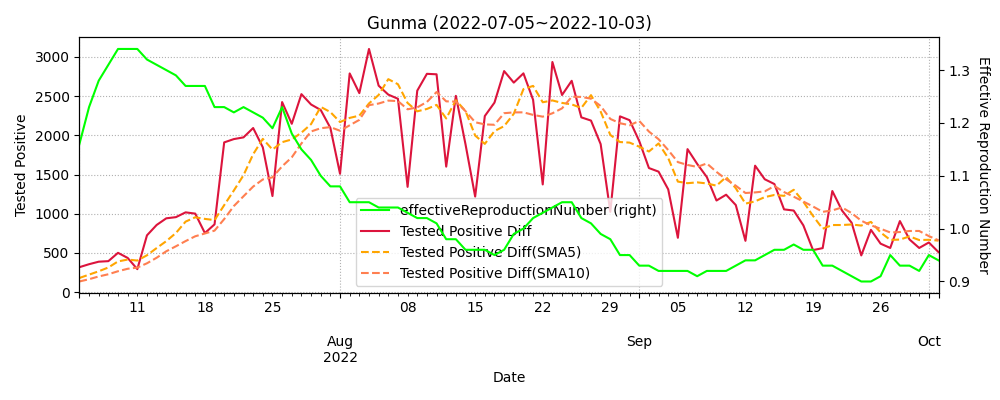 Gunma (2022-07-05~2022-10-03)
3000
2500
2000
1500
1000
500
0
Tested Positive
1.3
1.2
1.1
1.0
0.9
Effective Reproduction Number
effectiveReproductionNumber (right)
Tested Positive Diff
Tested Positive Diff(SMA5)
Tested Positive Diff(SMA10)
11 18 25 08 15 22 29 05 12 19 26
Aug Sep Oct
2022
Date